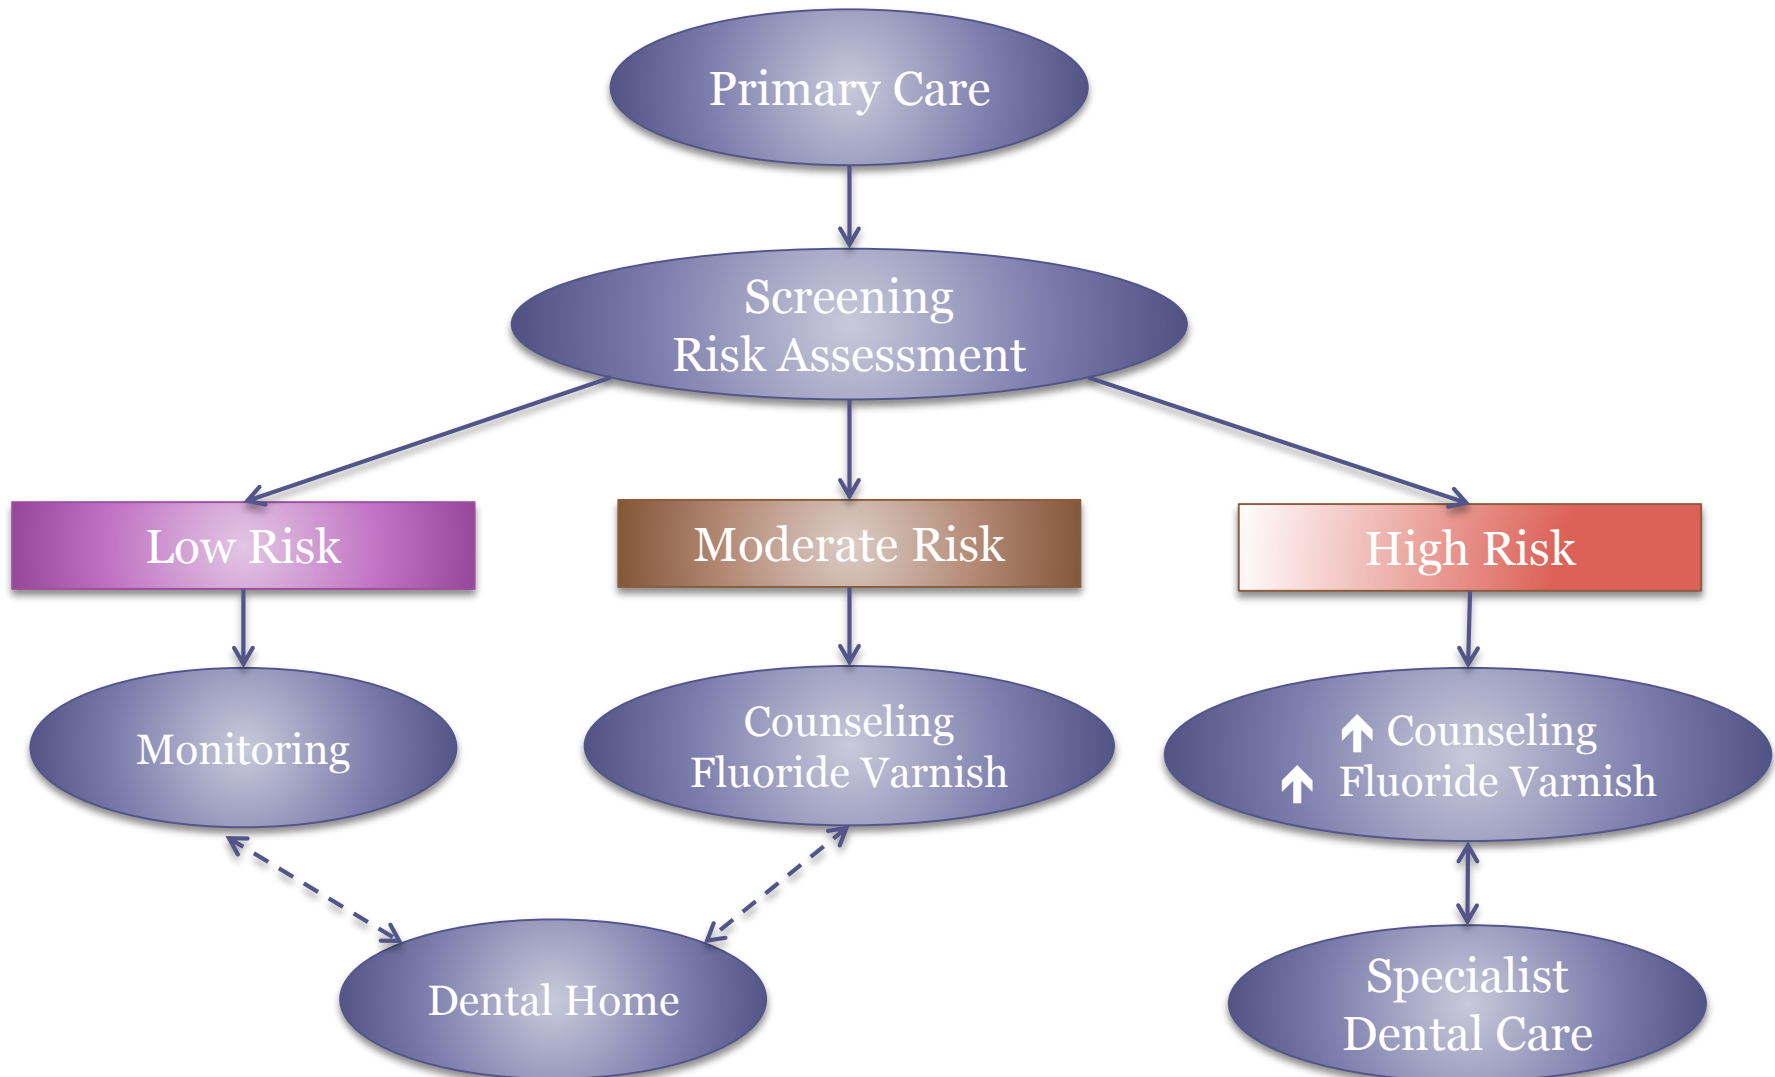 Primary Care
Screening
Risk Assessment
Low Risk
Moderate Risk
High Risk
Monitoring
Counseling
Fluoride Varnish
Counseling
Fluoride Varnish
Dental Home
Specialist
Dental Care